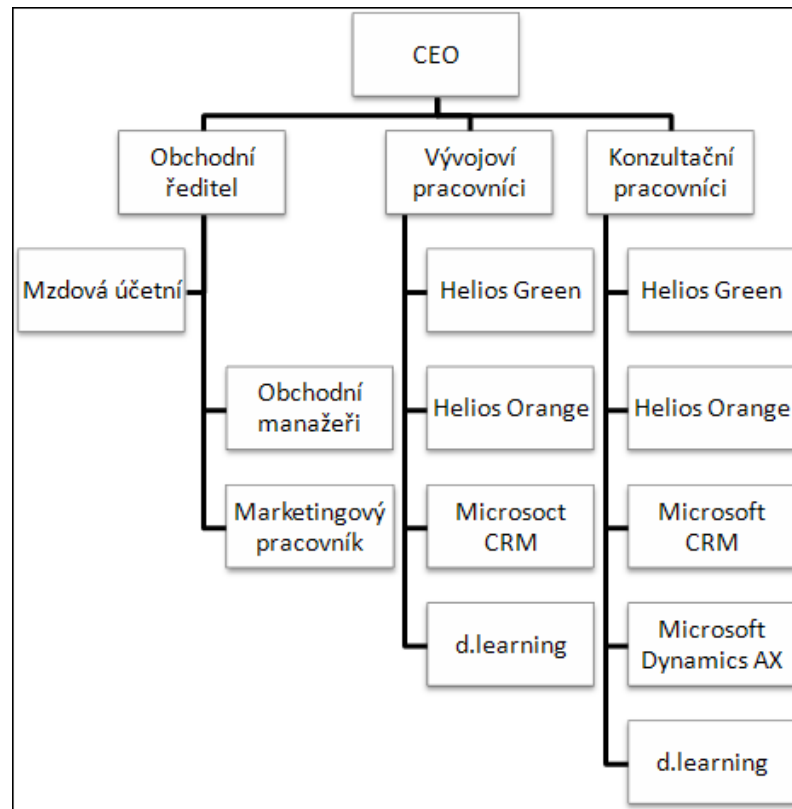 CEO
Obchodní
ředitel
Vývojoví
pracovníci
Konzultační
pracovníci
Mzdová účetní
Helios Green
Helios Green
Obchodní
manažeři
Helios Orange
Helios Orange
Marketingový
pracovník
Microsoct
CRM
Microsoft
CRM
d.learning
Microsoft
Dynamics AX
d.learning